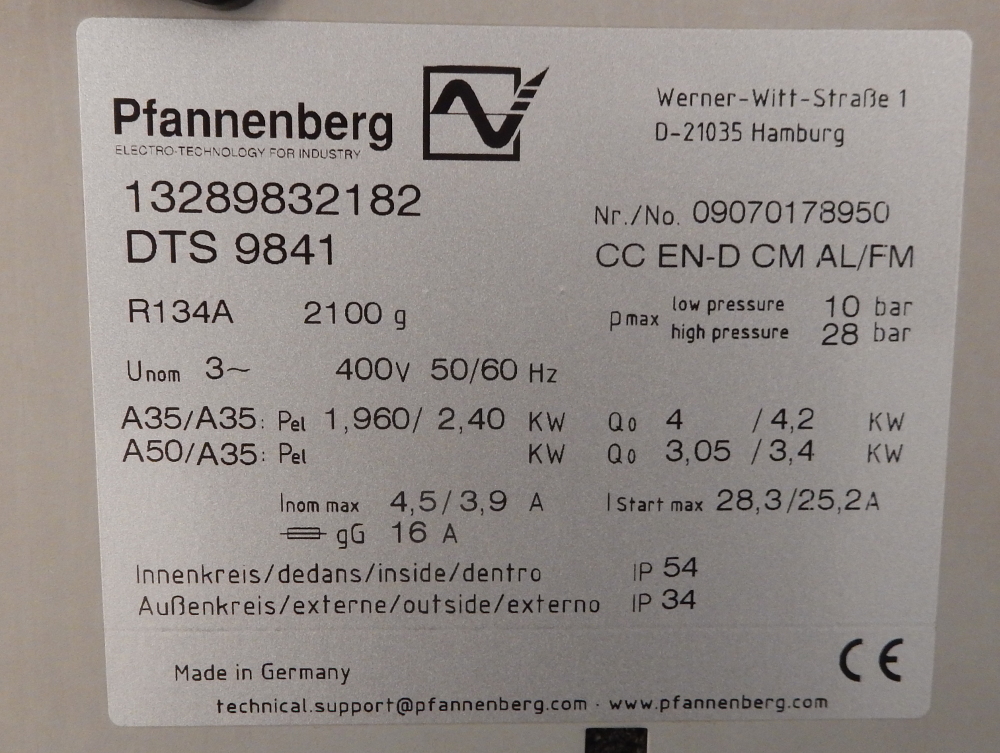 Pfannenberg
ELECTRO-TECHNOLOGY FOR INDUSTRY
Werner-Witt-Straße 1
D-21035 Hamburg
13289832182
DTS 9841
Nr./No. 09070178950
CC EN-D CM AL/FM
R134A 2100 g
pmax low pressure 10 bar
high pressure 28 bar
Unom 3~ 400V 50/60 Hz
A35/A35: Pel 1,960/ 2,40 KW Q0 4 /4,2 KW
A50/A35: Pel KW Q0 3,05 /3,4 KW
Inom max 4,5/3,9 A I Start max 28,3/25,2A
gG 16 A
Innenkreis/dedans/inside/dentro IP 54
Außenkreis/externe/outside/externo IP 34
Made in Germany
CE
technical.support@pfannenberg.com · www.pfannenberg.com